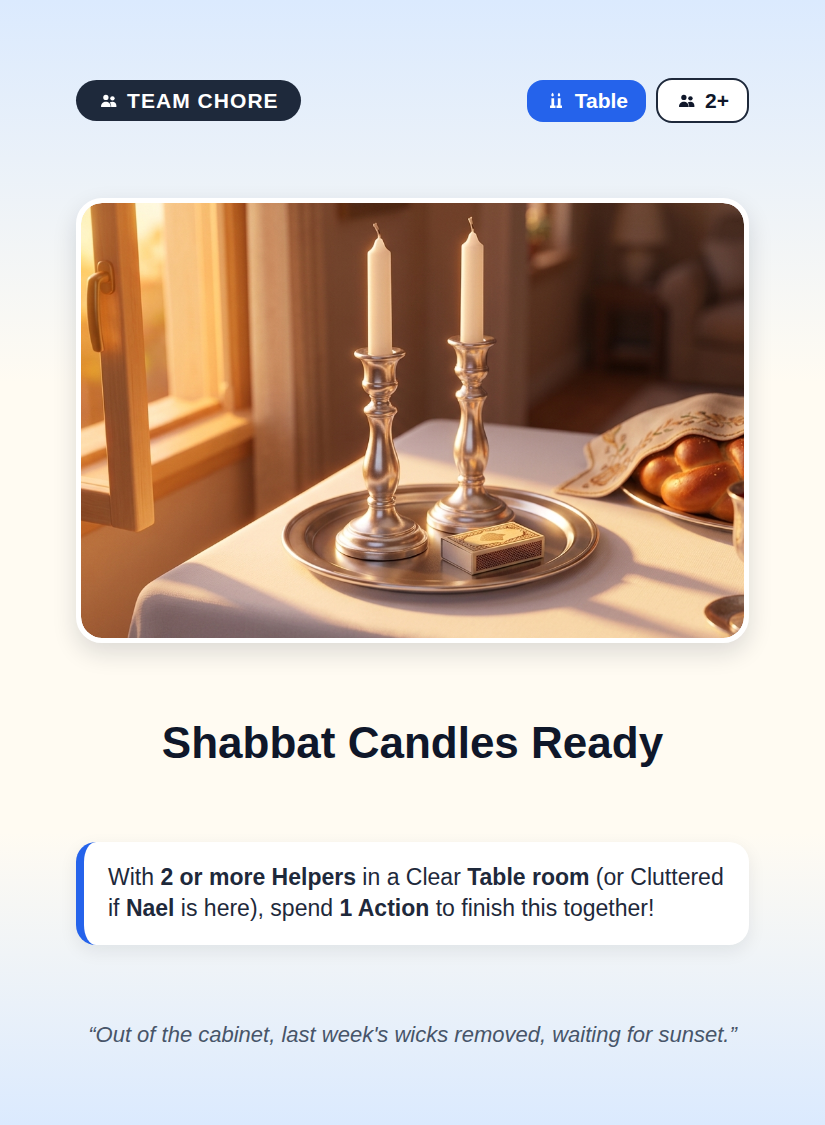 TEAM CHORE
Table
2+
Shabbat Candles Ready
With 2 or more Helpers in a Clear Table room (or Cluttered
if Nael is here), spend 1 Action to finish this together!
“Out of the cabinet, last week's wicks removed, waiting for sunset.”